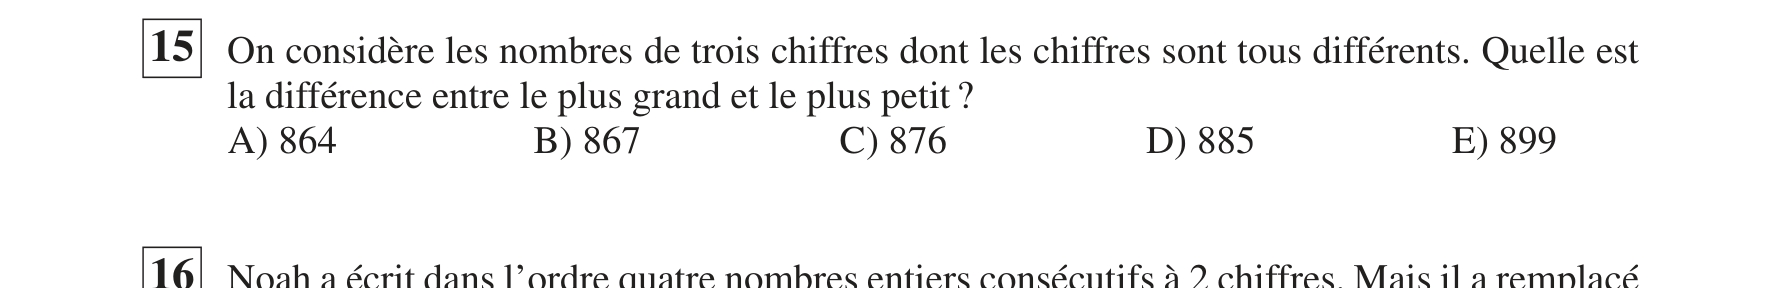 15 On considère les nombres de trois chiffres dont les chiffres sont tous différents. Quelle est
la différence entre le plus grand et le plus petit ?
A) 864 B) 867 C) 876 D) 885 E) 899
16 Noah a écrit dans l'ordre quatre nombres entiers consécutifs à 2 chiffres. Mais il a remplacé